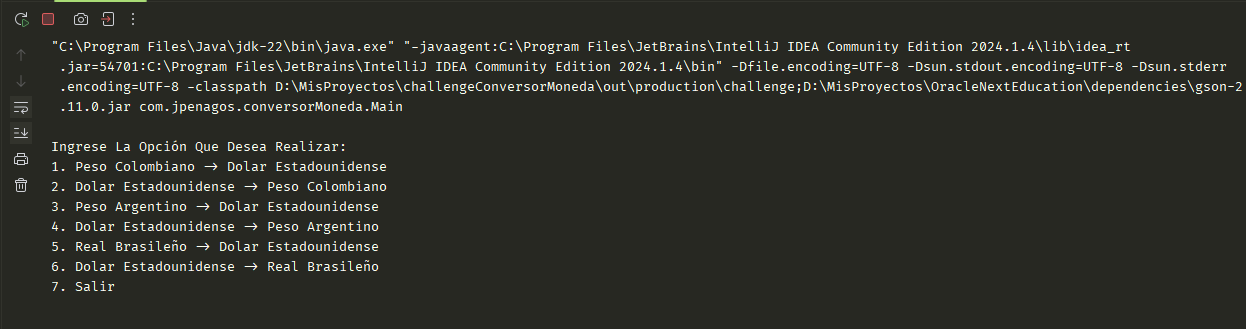 "C:\Program Files\Java\jdk-22\bin\java.exe" "-javaagent:C:\Program Files\JetBrains\IntelliJ IDEA Community Edition 2024.1.4\lib\idea_rt
.jar=54701:C:\Program Files\JetBrains\IntelliJ IDEA Community Edition 2024.1.4\bin" -Dfile.encoding=UTF-8 -Dsun.stdout.encoding=UTF-8 -Dsun.stderr
.encoding=UTF-8 -classpath D:\MisProyectos\challengeConversorMoneda\out\production\challenge;D:\MisProyectos\OracleNextEducation\dependencies\gson-2
.11.0.jar com.jpenagos.conversorMoneda.Main
Ingrese La Opción Que Desea Realizar:
1. Peso Colombiano -> Dolar Estadounidense
2. Dolar Estadounidense -> Peso Colombiano
3. Peso Argentino -> Dolar Estadounidense
4. Dolar Estadounidense -> Peso Argentino
5. Real Brasileño -> Dolar Estadounidense
6. Dolar Estadounidense -> Real Brasileño
7. Salir